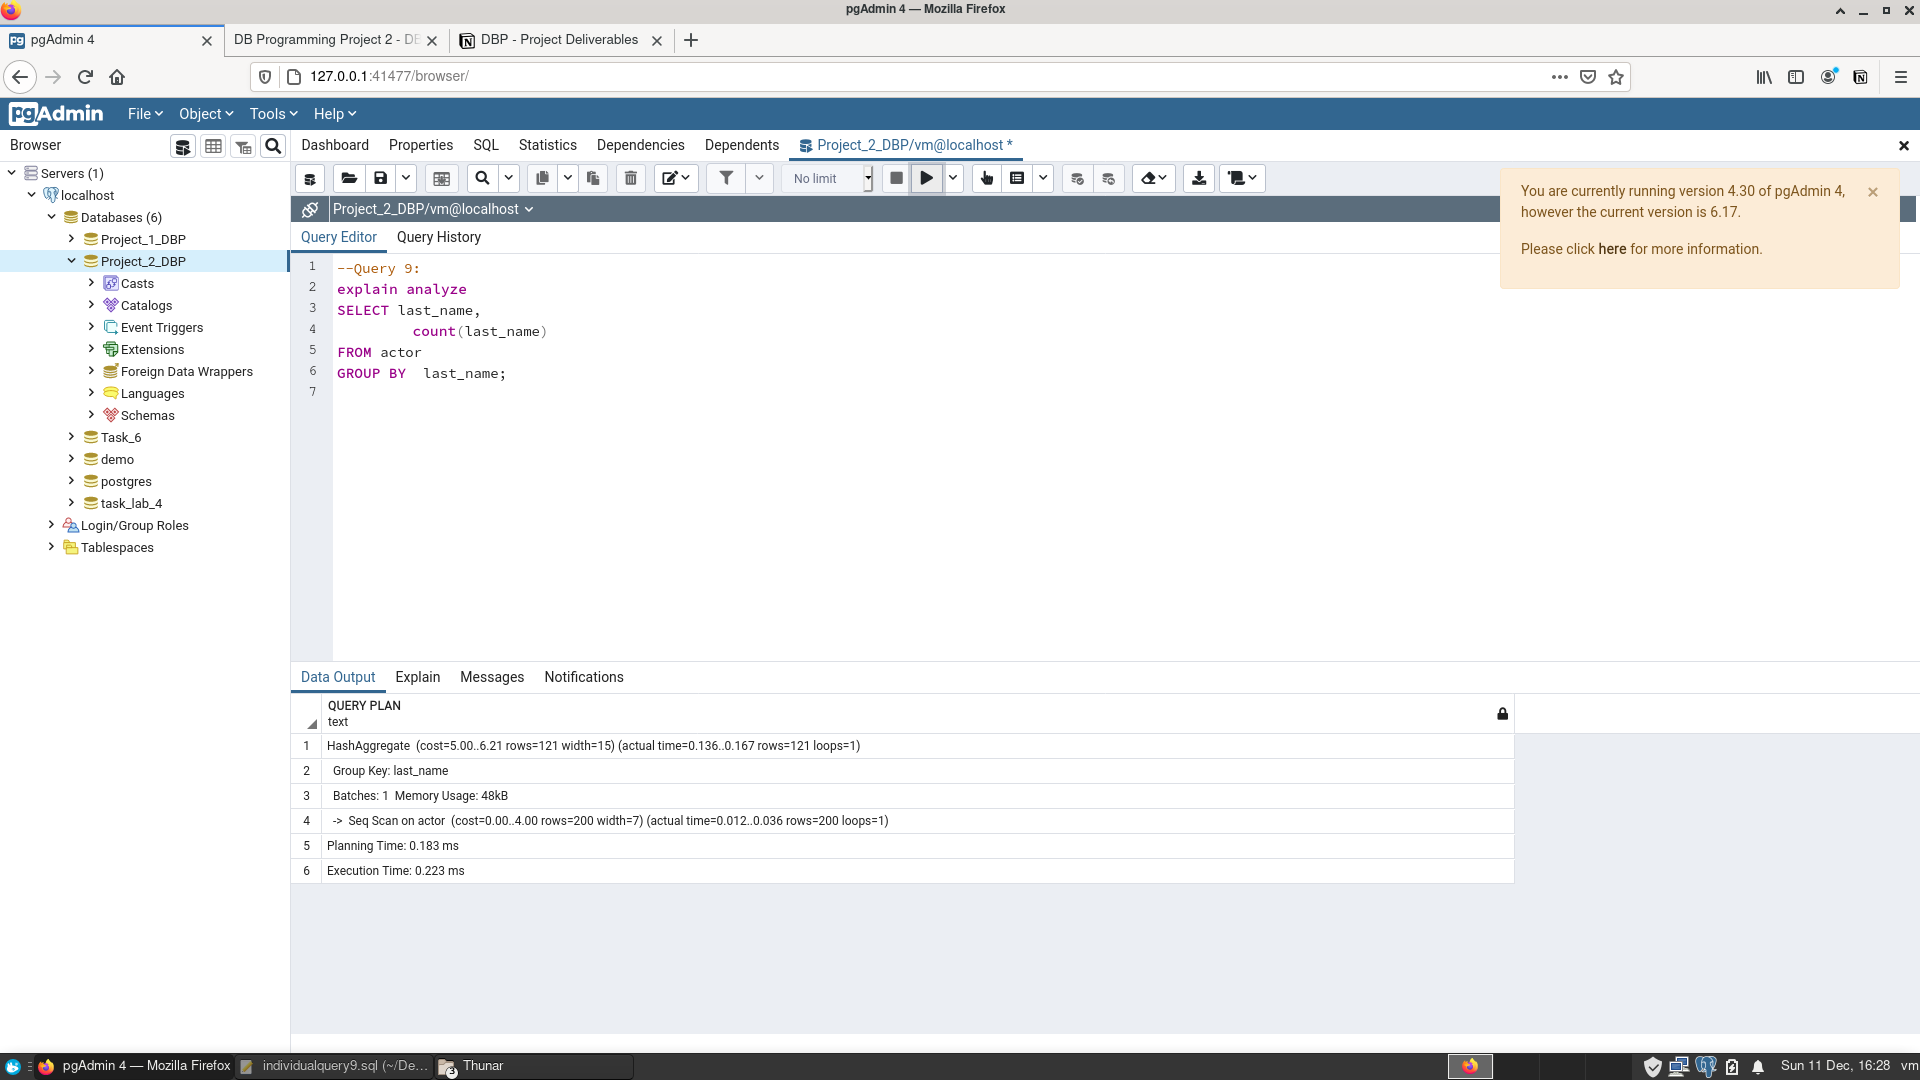 pgAdmin 4 — Mozilla Firefox
pgAdmin 4
DB Programming Project 2 - DB
DBP - Project Deliverables
127.0.0.1:41477/browser/
pgAdmin
File
Object
Tools
Help
Browser
Dashboard
Properties
SQL
Statistics
Dependencies
Dependents
Project_2_DBP/vm@localhost *
Servers (1)
localhost
Databases (6)
Project_1_DBP
Project_2_DBP
Casts
Catalogs
Event Triggers
Extensions
Foreign Data Wrappers
Languages
Schemas
Task_6
demo
postgres
task_lab_4
Login/Group Roles
Tablespaces
No limit
Project_2_DBP/vm@localhost
You are currently running version 4.30 of pgAdmin 4,
however the current version is 6.17.
Please click here for more information.
Query Editor
Query History
1 --Query 9:
2 explain analyze
3 SELECT last_name,
4 count(last_name)
5 FROM actor
6 GROUP BY  last_name;
7
Data Output
Explain
Messages
Notifications
QUERY PLAN
text
1 HashAggregate  (cost=5.00..6.21 rows=121 width=15) (actual time=0.136..0.167 rows=121 loops=1)
2 Group Key: last_name
3 Batches: 1  Memory Usage: 48kB
4 ->  Seq Scan on actor  (cost=0.00..4.00 rows=200 width=7) (actual time=0.012..0.036 rows=200 loops=1)
5 Planning Time: 0.183 ms
6 Execution Time: 0.223 ms
pgAdmin 4 — Mozilla Firefox
individualquery9.sql (~/De...
3
Thunar
Sun 11 Dec, 16:28
vm